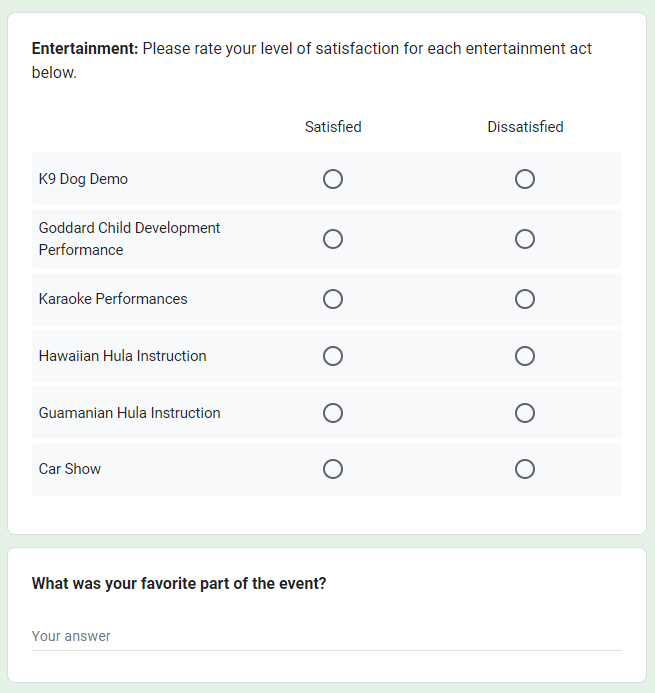 Entertainment: Please rate your level of satisfaction for each entertainment act
below.
Satisfied Dissatisfied
K9 Dog Demo
Goddard Child Development
Performance
Karaoke Performances
Hawaiian Hula Instruction
Guamanian Hula Instruction
Car Show
What was your favorite part of the event?
Your answer